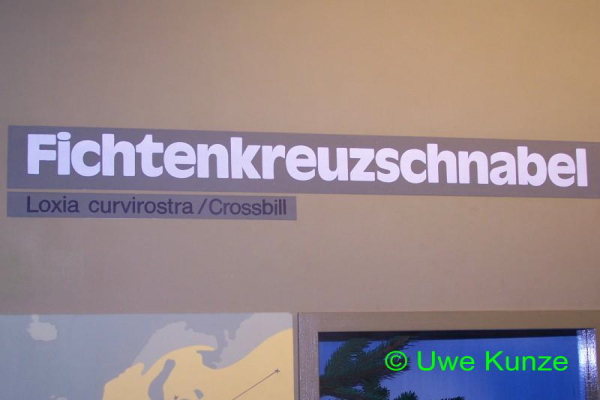 Fichtenkreuzschnabel
Loxia curvirostra/Crossbill
© Uwe Kunze